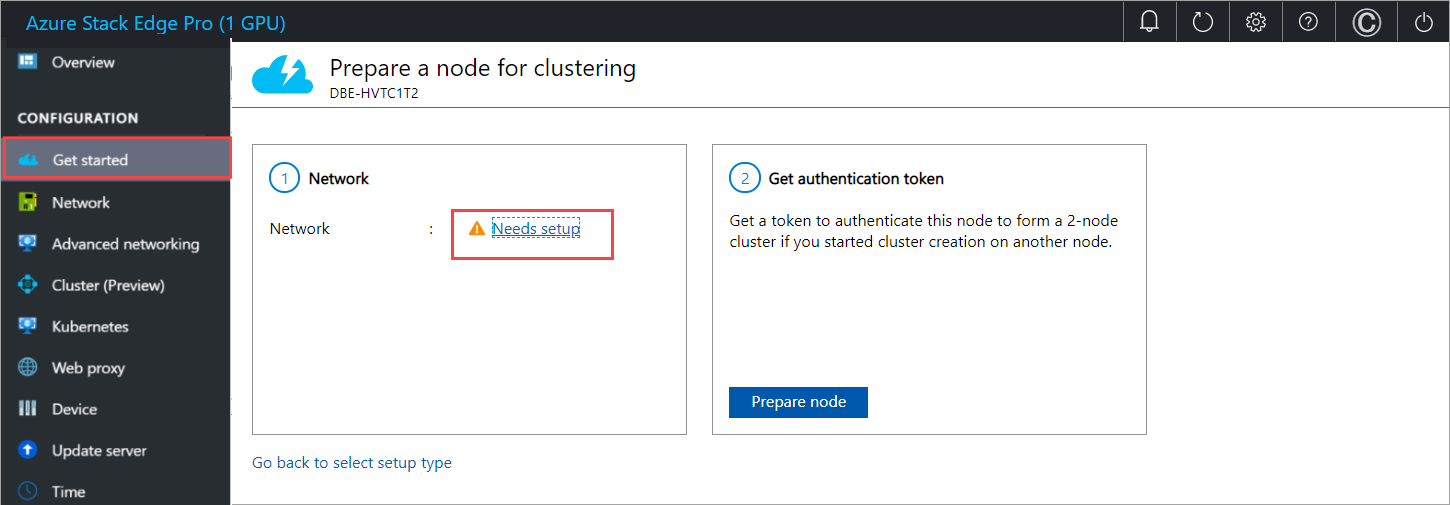 Azure Stack Edge Pro (1 GPU)
Overview
CONFIGURATION
Get started
Network
Advanced networking
Cluster (Preview)
Kubernetes
Web proxy
Device
Update server
Time
Prepare a node for clustering
DBE-HVTC1T2
1 Network
Network : Needs setup
2 Get authentication token
Get a token to authenticate this node to form a 2-node
cluster if you started cluster creation on another node.
Prepare node
Go back to select setup type